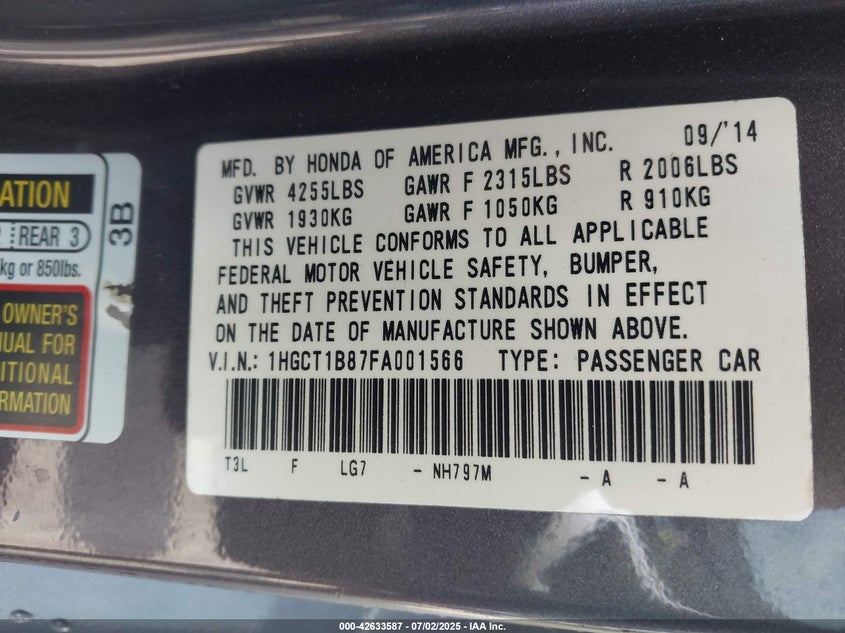 ATION
REAR 3
kg or 850lbs.
OWNER'S
UAL FOR
ITIONAL
RMATION
3B
MFD. BY HONDA OF AMERICA MFG., INC. 09/'14
GVWR 4255LBS GAWR F 2315LBS R 2006LBS
GVWR 1930KG GAWR F 1050KG R 910KG
THIS VEHICLE CONFORMS TO ALL APPLICABLE
FEDERAL MOTOR VEHICLE SAFETY, BUMPER,
AND THEFT PREVENTION STANDARDS IN EFFECT
ON THE DATE OF MANUFACTURE SHOWN ABOVE.
V.I.N.: 1HGCT1B87FA001566 TYPE: PASSENGER CAR
T3L F LG7 - NH797M - A - A
000-42633587 - 07/02/2025 - IAA Inc.